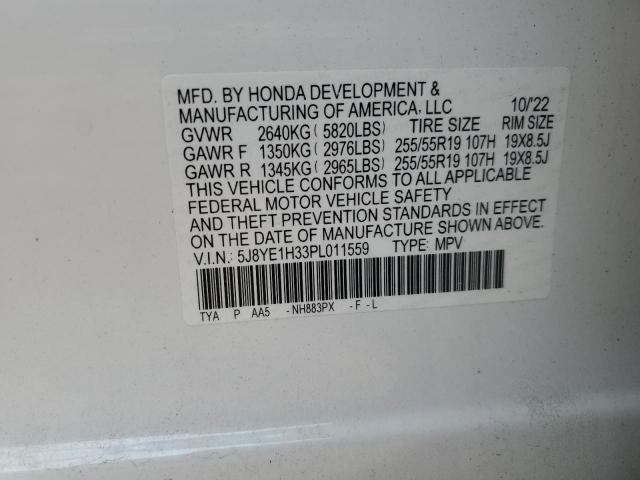 MFD. BY HONDA DEVELOPMENT &
MANUFACTURING OF AMERICA, LLC 10/'22
GVWR 2640KG ( 5820LBS) TIRE SIZE RIM SIZE
GAWR F 1350KG ( 2976LBS) 255/55R19 107H 19X8.5J
GAWR R 1345KG ( 2965LBS) 255/55R19 107H 19X8.5J
THIS VEHICLE CONFORMS TO ALL APPLICABLE
FEDERAL MOTOR VEHICLE SAFETY
AND THEFT PREVENTION STANDARDS IN EFFECT
ON THE DATE OF MANUFACTURE SHOWN ABOVE.
V.I.N.: 5J8YE1H33PL011559 TYPE: MPV
TYA P AA5 -NH883PX -F-L